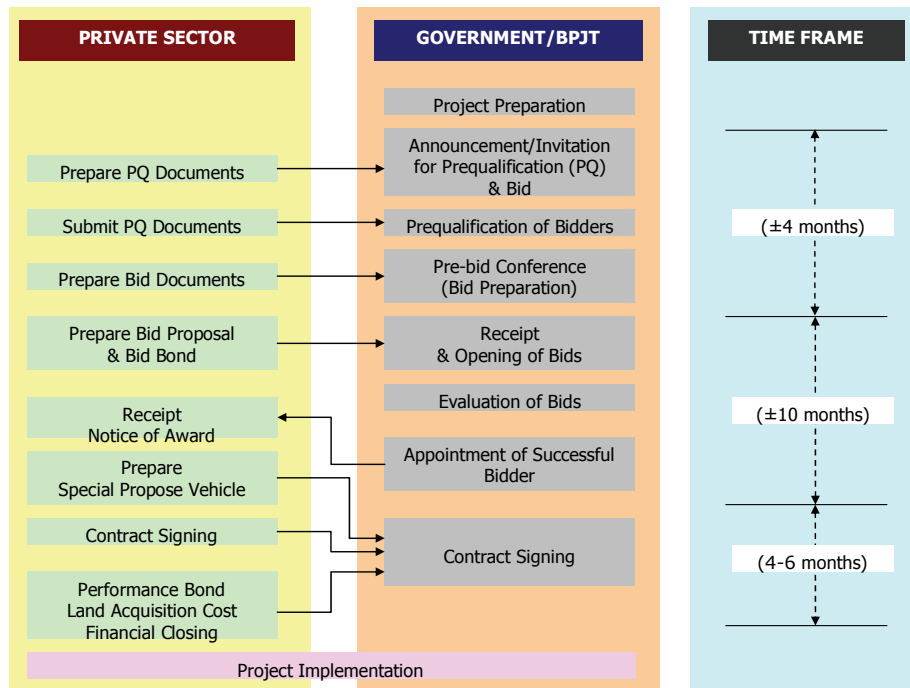 PRIVATE SECTOR
GOVERNMENT/BPJT
TIME FRAME
Project Preparation
Prepare PQ Documents
Announcement/Invitation
for Prequalification (PQ)
& Bid
Submit PQ Documents
Prequalification of Bidders
(±4 months)
Prepare Bid Documents
Pre-bid Conference
(Bid Preparation)
Prepare Bid Proposal
& Bid Bond
Receipt
& Opening of Bids
Evaluation of Bids
(±10 months)
Receipt
Notice of Award
Appointment of Successful
Bidder
Prepare
Special Propose Vehicle
Contract Signing
Contract Signing
(4-6 months)
Performance Bond
Land Acquisition Cost
Financial Closing
Project Implementation